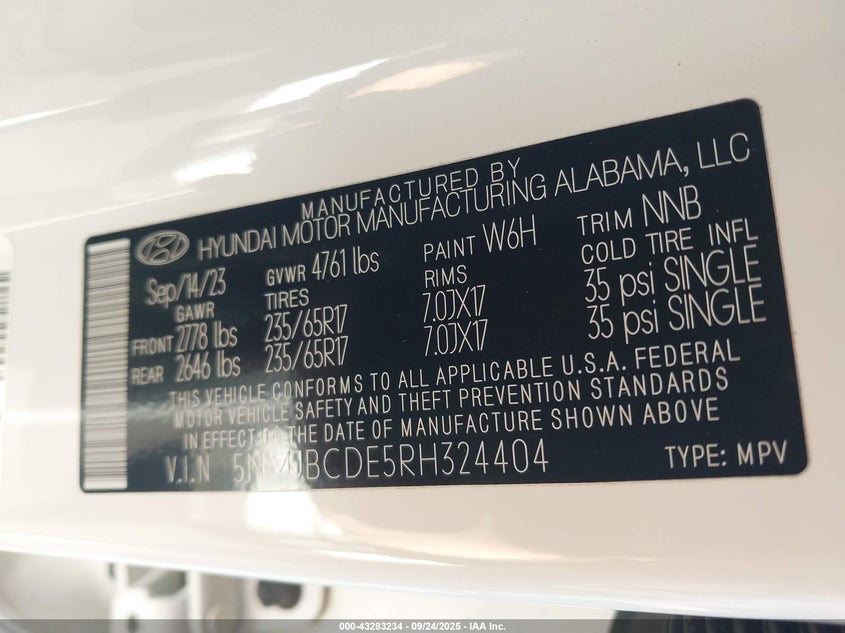 MANUFACTURED BY
HYUNDAI MOTOR MANUFACTURING ALABAMA, LLC
Sep/14/23 GVWR 4761 lbs PAINT W6H TRIM NNB
GAWR TIRES RIMS COLD TIRE INFL
FRONT 2778 lbs 235/65R17 7.0JX17 35 psi SINGLE
REAR 2646 lbs 235/65R17 7.0JX17 35 psi SINGLE
THIS VEHICLE CONFORMS TO ALL APPLICABLE U.S.A. FEDERAL
MOTOR VEHICLE SAFETY AND THEFT PREVENTION STANDARDS
IN EFFECT ON THE DATE OF MANUFACTURE SHOWN ABOVE
V.I.N TYPE: MPV
000-43283234 - 09/24/2025 - IAA Inc.